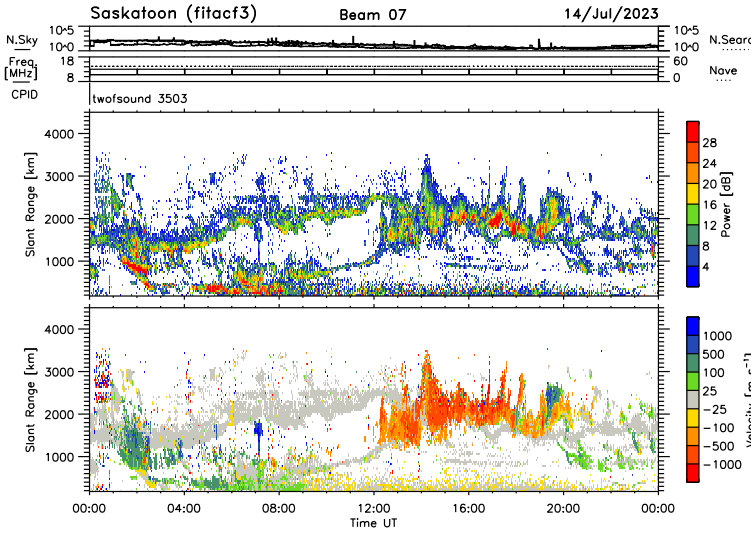 Saskatoon (fitacf3) Beam 07 14/Jul/2023
N.Sky 10^5 10^0 10^5 10^0 N.Sear
Freq. [MHz] 18 8 60 0 Nave
CPID twofsound 3503
Slant Range [km] 4000 3000 2000 1000
Power [dB] 28 24 20 16 12 8 4
Slant Range [km] 4000 3000 2000 1000
Velocity [m s⁻¹] 1000 500 100 25 -25 -100 -500 -1000
00:00 04:00 08:00 12:00 16:00 20:00 00:00
Time UT